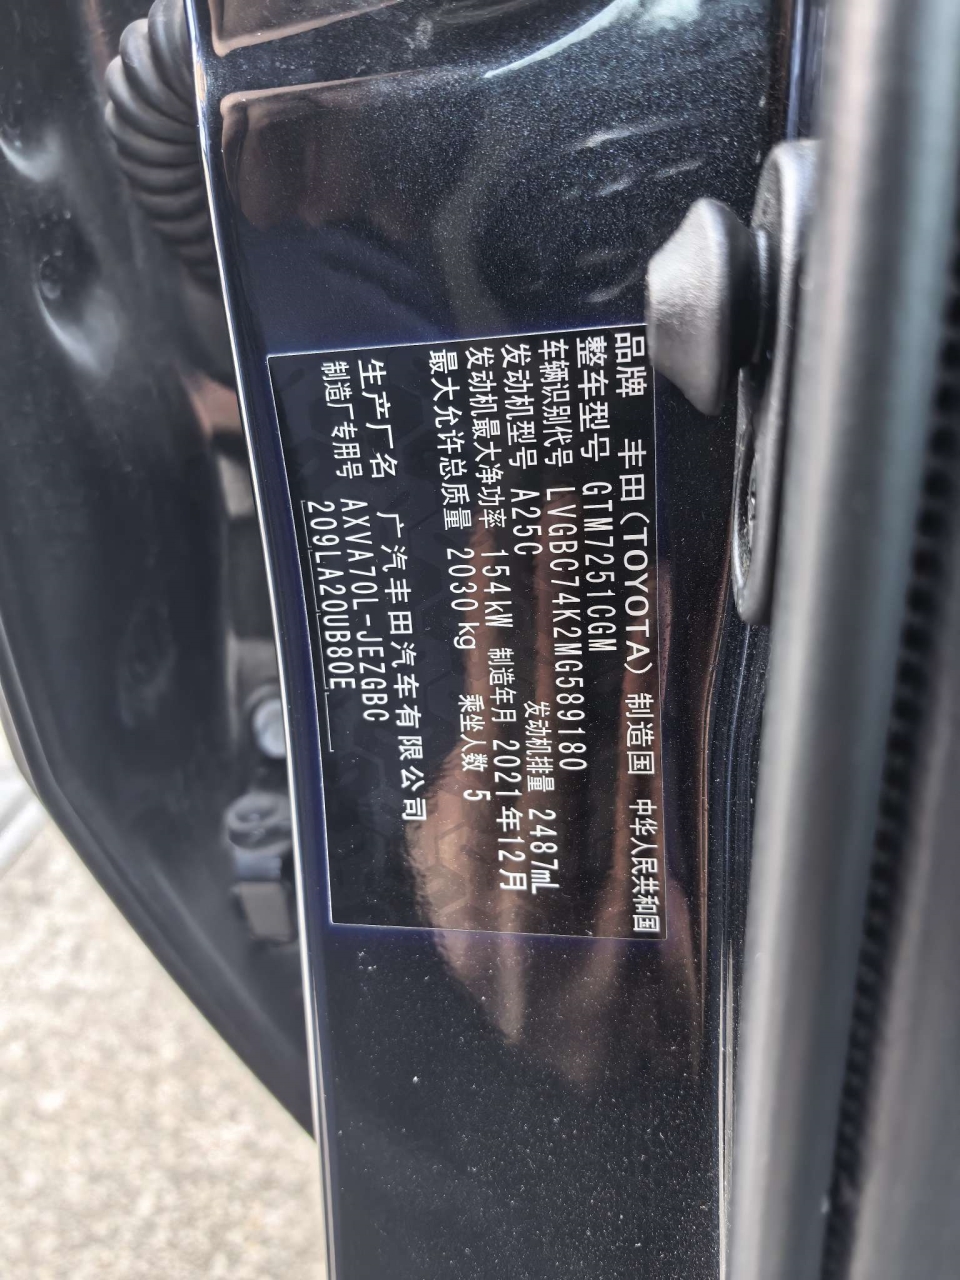 品牌 丰田(TOYOTA) 制造国 中华人民共和国
整车型号 GTM7251CGM
车辆识别代号 LVGBC74K2MG589180
发动机型号 A25C 发动机排量 2487mL
发动机最大净功率 154kW 制造年月 2021年12月
最大允许总质量 2030kg 乘坐人数 5
生产厂名 广汽丰田汽车有限公司
制造厂专用号 AXVA70L-JEZGBC
209LA20UB80E